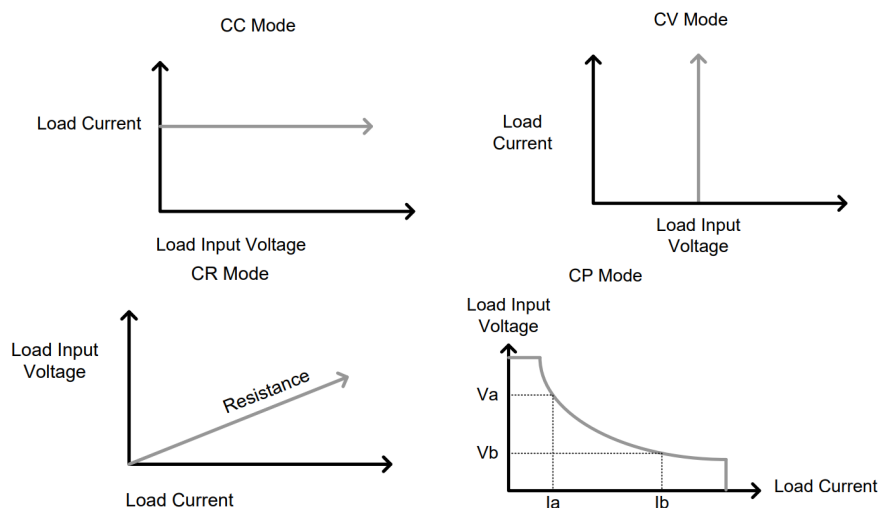 CC Mode
Load Current
Load Input Voltage
CV Mode
Load
Current
Load Input
Voltage
CR Mode
Load Input
Voltage
Resistance
Load Current
CP Mode
Load Input
Voltage
Va
Vb
Ia
Ib
Load Current